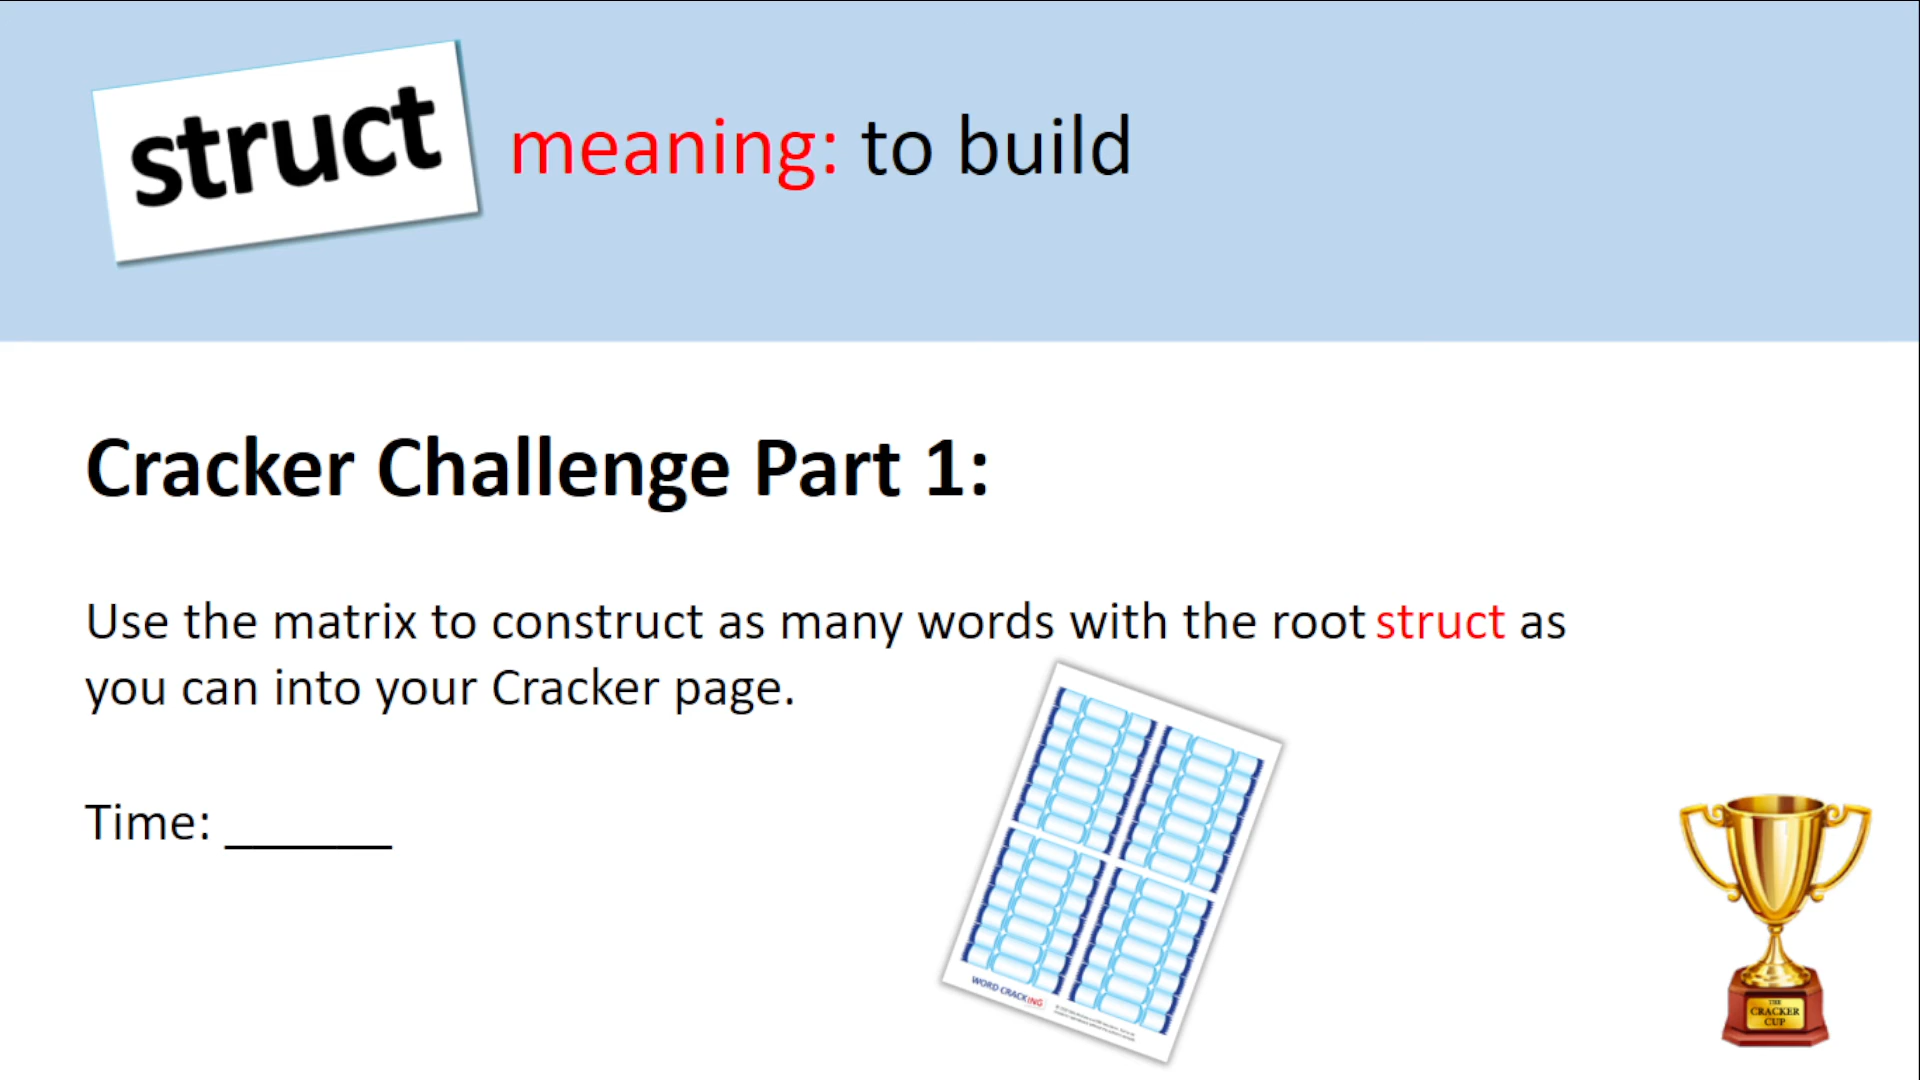 struct
meaning: to build
Cracker Challenge Part 1:
Use the matrix to construct as many words with the root struct as
you can into your Cracker page.
Time: ______
WORD CRACKING
THE
CRACKER
CUP